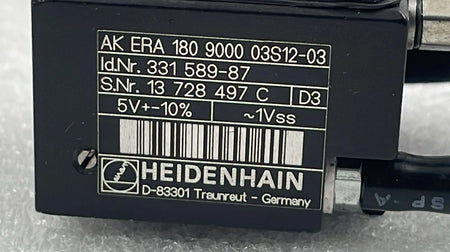 AK ERA 180 9000 03S12-03
Id.Nr. 331 589-87
S.Nr. 13 728 497 C D3
5V+-10% ~1Vss
HEIDENHAIN
D-83301 Traunreut - Germany